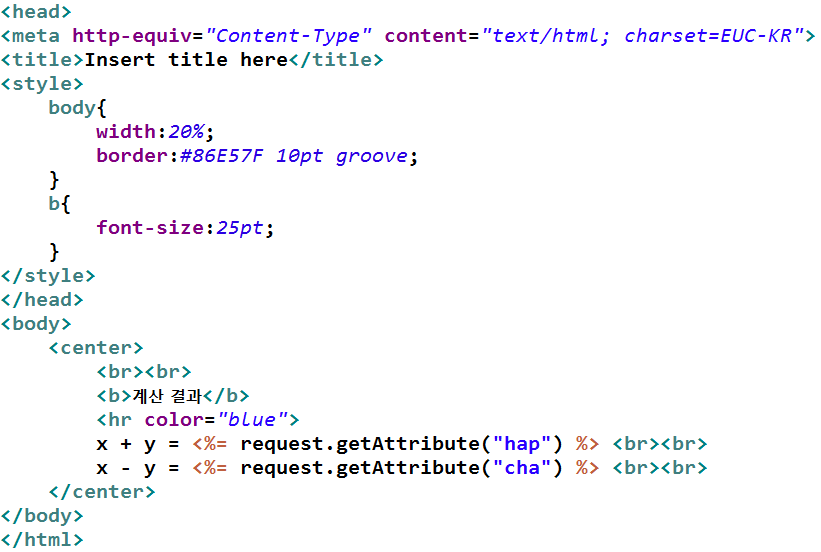 <head>
<meta http-equiv="Content-Type" content="text/html; charset=EUC-KR">
<title>Insert title here</title>
<style>
    body{
        width:20%;
        border:#86E57F 10pt groove;
    }
    b{
        font-size:25pt;
    }
</style>
</head>
<body>
    <center>
        <br><br>
        <b>계산 결과</b>
        <hr color="blue">
        x + y = <%= request.getAttribute("hap") %> <br><br>
        x - y = <%= request.getAttribute("cha") %> <br><br>
    </center>
</body>
</html>